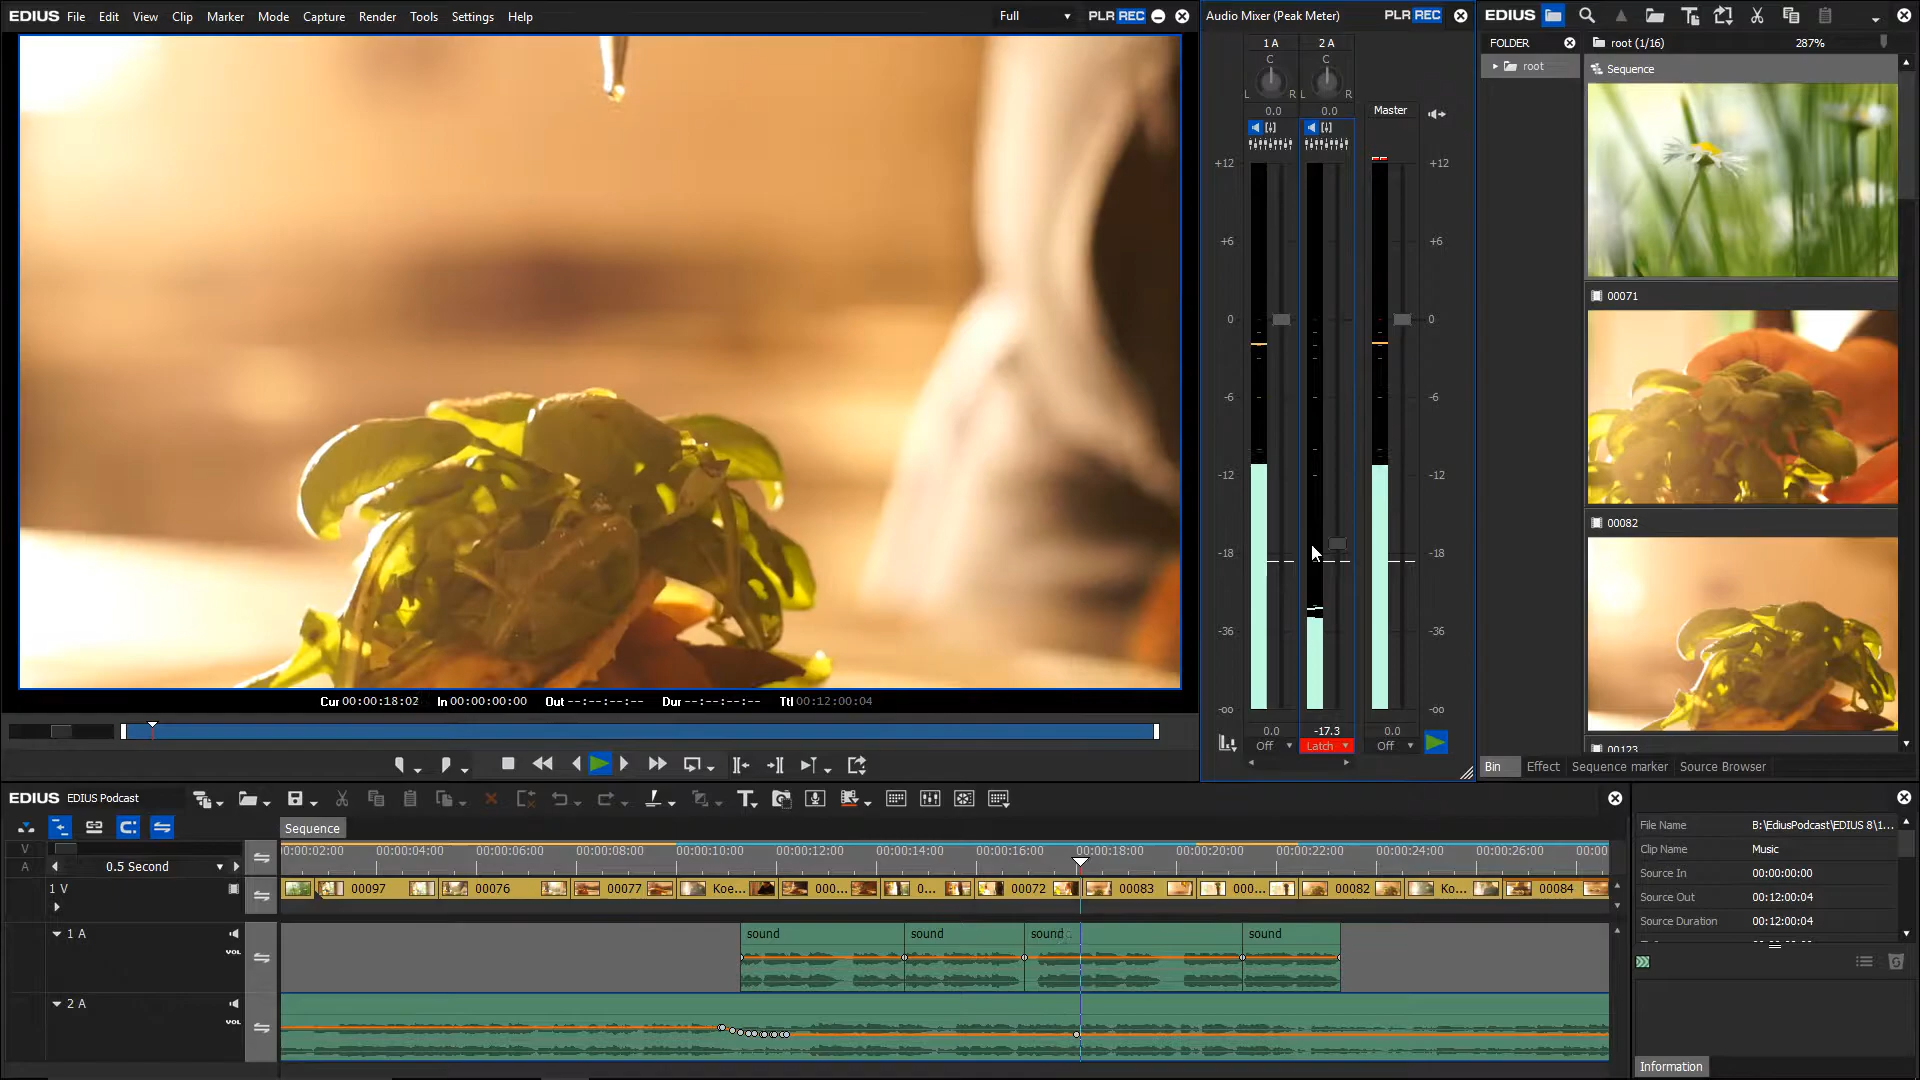 EDIUS File Edit View Clip Marker Mode Capture Render Tools Settings Help Full PLR REC
Audio Mixer (Peak Meter) PLR REC
EDIUS
FOLDER
root
root (1/16) 287%
Sequence
00071
00082
00123
1 A 2 A
C C
L R L R
0.0 0.0 Master
+12 +12
+6 +6
0 0
-6 -6
-12 -12
-18 -18
-36 -36
-oo -oo
0.0 -17.3 0.0
Off Latch Off
Cur 00:00:18:02 In 00:00:00:00 Out --:--:--:-- Dur --:--:--:-- Ttl 00:12:00:04
Bin Effect Sequence marker Source Browser
EDIUS EDIUS Podcast
Sequence
V
A 0.5 Second
0:00:02:00 00:00:04:00 00:00:06:00 00:00:08:00 00:00:10:00 00:00:12:00 00:00:14:00 00:00:16:00 00:00:18:00 00:00:20:00 00:00:22:00 00:00:24:00 00:00:26:00 00:00
1 V 00097 00076 00077 Koe... 000... 0... 00072 00083 000... 00082 Ko... 00084
1 A sound sound sound sound
VOL
2 A
VOL
File Name B:\EdiusPodcast\EDIUS 8\1...
Clip Name Music
Source In 00:00:00:00
Source Out 00:12:00:04
Source Duration 00:12:00:04
Information